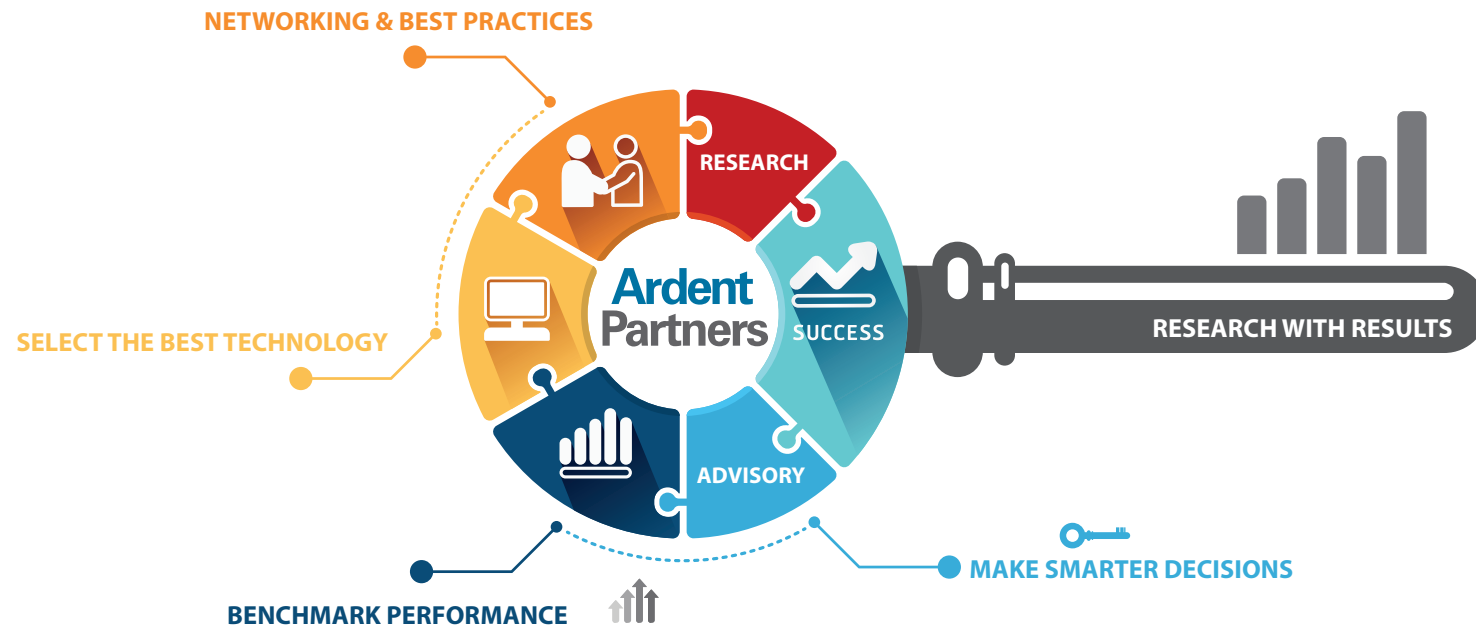 NETWORKING & BEST PRACTICES
RESEARCH
Ardent
Partners
SUCCESS
RESEARCH WITH RESULTS
SELECT THE BEST TECHNOLOGY
ADVISORY
MAKE SMARTER DECISIONS
BENCHMARK PERFORMANCE